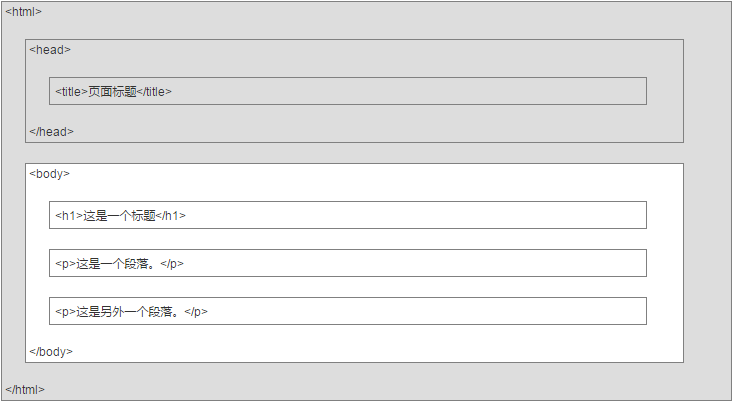 <html>
<head>
<title>页面标题</title>
</head>
<body>
<h1>这是一个标题</h1>
<p>这是一个段落。</p>
<p>这是另外一个段落。</p>
</body>
</html>